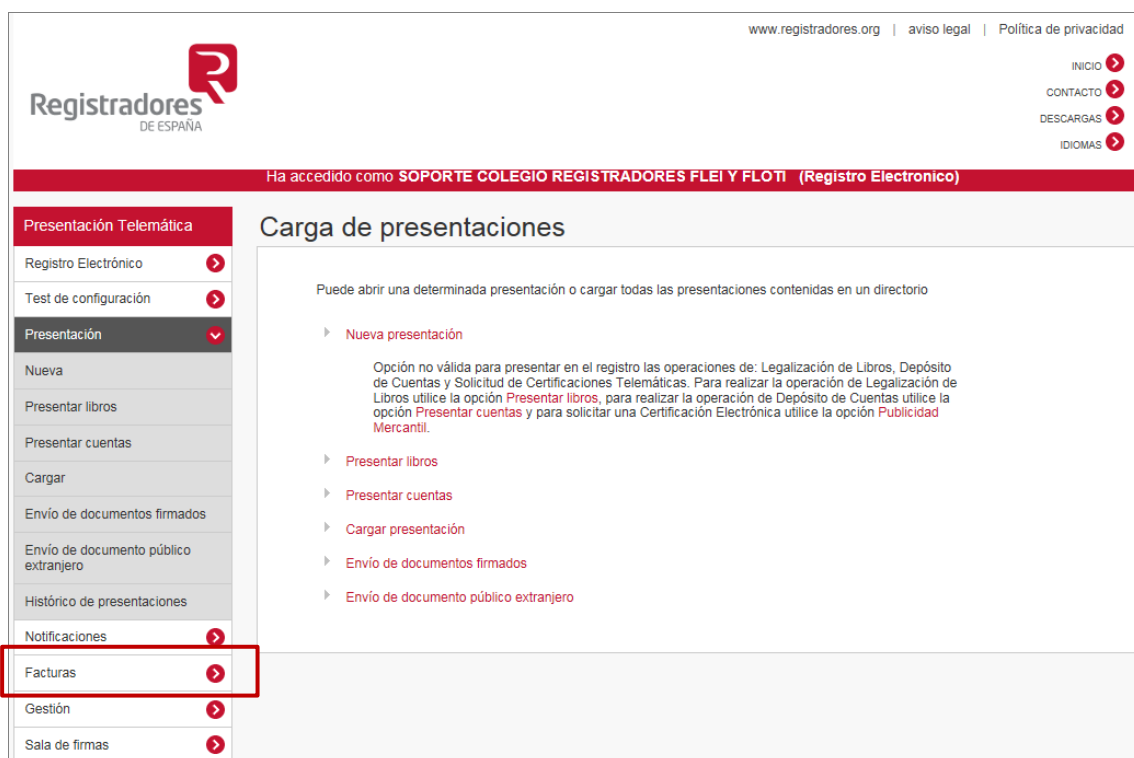 www.registradores.org | aviso legal | Política de privacidad
INICIO
CONTACTO
DESCARGAS
IDIOMAS
Registradores
DE ESPAÑA
Ha accedido como SOPORTE COLEGIO REGISTRADORES FLEI Y FLOTI (Registro Electronico)
Presentación Telemática
Registro Electrónico
Test de configuración
Presentación
Nueva
Presentar libros
Presentar cuentas
Cargar
Envío de documentos firmados
Envío de documento público
extranjero
Histórico de presentaciones
Notificaciones
Facturas
Gestión
Sala de firmas
Carga de presentaciones
Puede abrir una determinada presentación o cargar todas las presentaciones contenidas en un directorio
Nueva presentación
Opción no válida para presentar en el registro las operaciones de: Legalización de Libros, Depósito
de Cuentas y Solicitud de Certificaciones Telemáticas. Para realizar la operación de Legalización de
Libros utilice la opción Presentar libros, para realizar la operación de Depósito de Cuentas utilice la
opción Presentar cuentas y para solicitar una Certificación Electrónica utilice la opción Publicidad
Mercantil.
Presentar libros
Presentar cuentas
Cargar presentación
Envío de documentos firmados
Envío de documento público extranjero